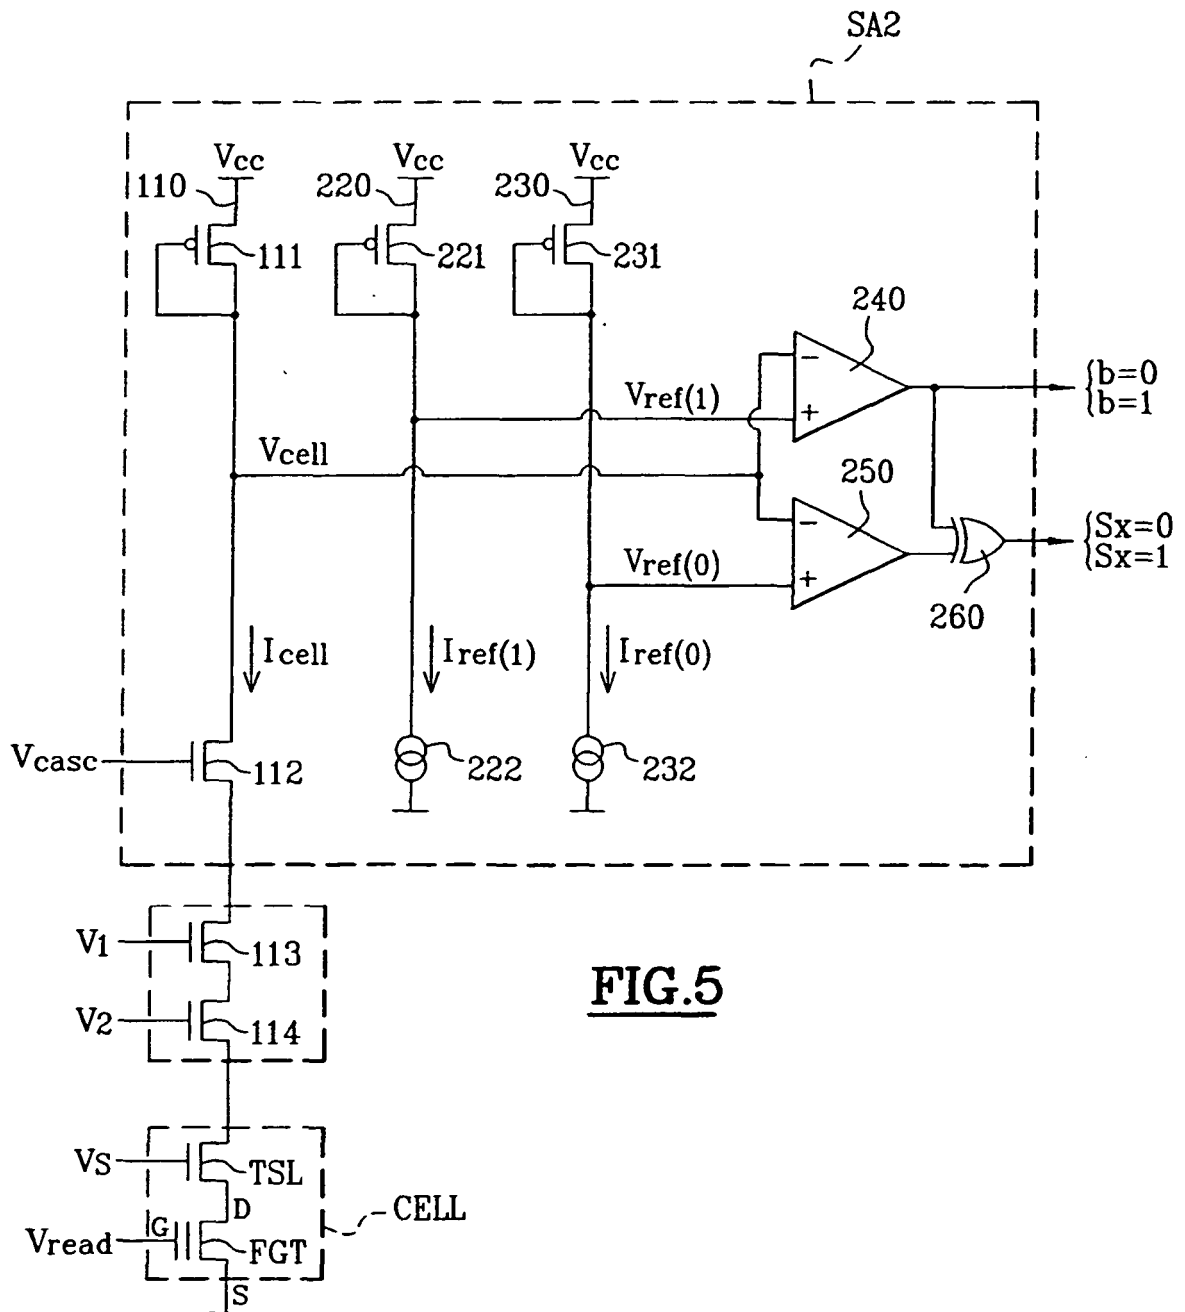 SA2
Vcc Vcc Vcc
110 220 230
111 221 231
240
−
+
{b=0
{b=1
Vref(1)
Vcell
250
−
+
{Sx=0
{Sx=1
Vref(0)
260
Icell Iref(1) Iref(0)
Vcasc
112 222 232
V1
113
V2
114
FIG.5
VS
TSL
D
CELL
G
Vread
FGT
S